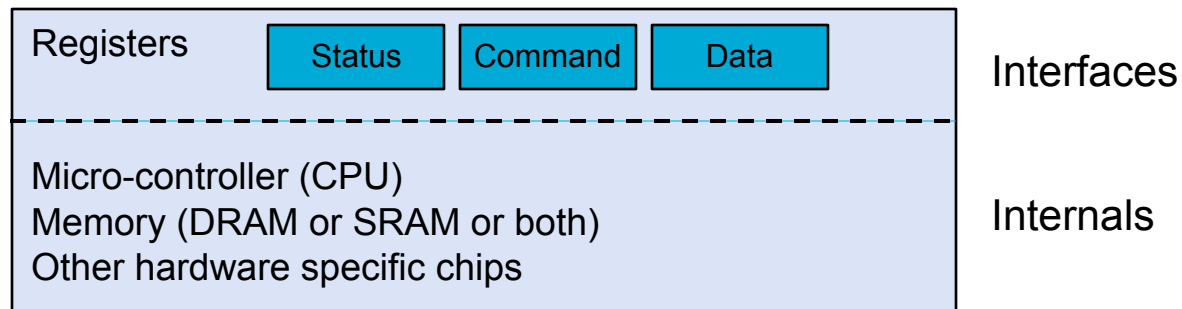 Registers
Status
Command
Data
Interfaces
Micro-controller (CPU)
Memory (DRAM or SRAM or both)
Other hardware specific chips
Internals